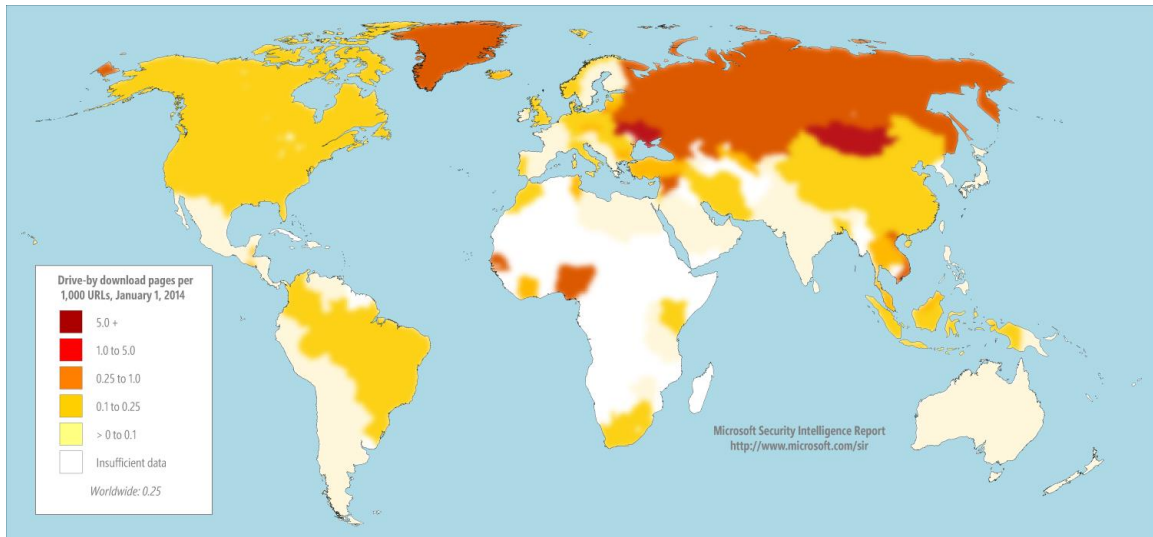 Drive-by download pages per
1,000 URLs, January 1, 2014
5.0 +
1.0 to 5.0
0.25 to 1.0
0.1 to 0.25
> 0 to 0.1
Insufficient data
Worldwide: 0.25
Microsoft Security Intelligence Report
http://www.microsoft.com/sir